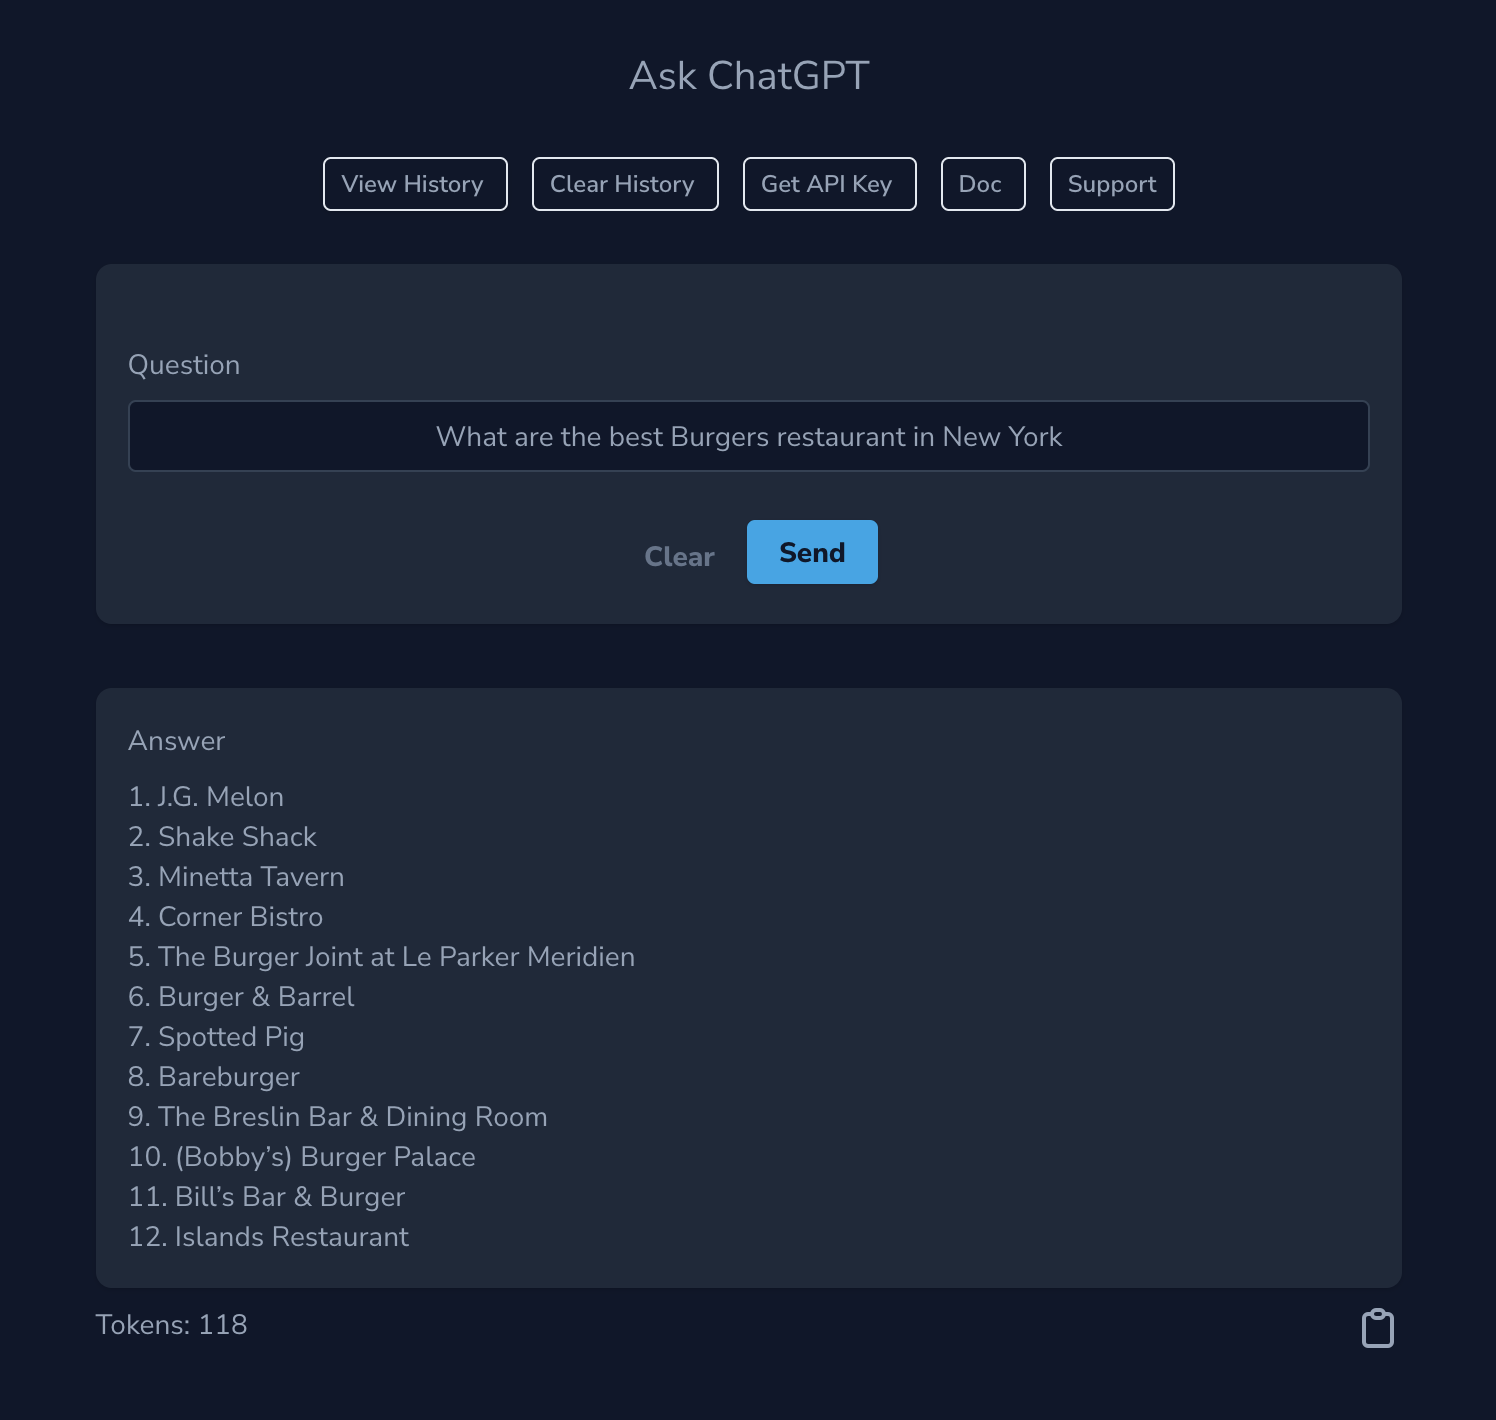 Ask ChatGPT
View History Clear History Get API Key Doc Support
Question
What are the best Burgers restaurant in New York
Clear Send
Answer
1. J.G. Melon
2. Shake Shack
3. Minetta Tavern
4. Corner Bistro
5. The Burger Joint at Le Parker Meridien
6. Burger & Barrel
7. Spotted Pig
8. Bareburger
9. The Breslin Bar & Dining Room
10. (Bobby’s) Burger Palace
11. Bill’s Bar & Burger
12. Islands Restaurant
Tokens: 118